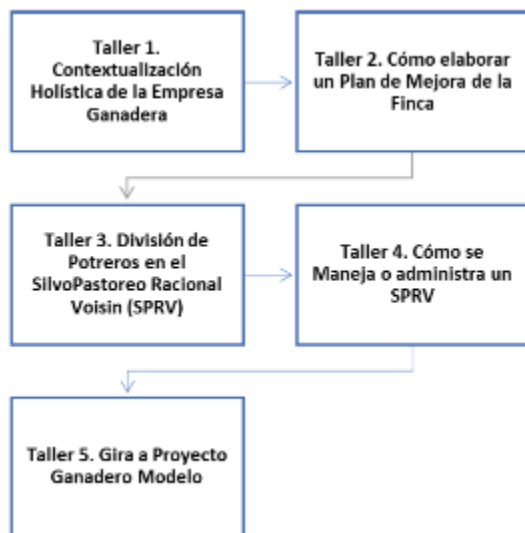 Taller 1.
Contextualización
Holística de la Empresa
Ganadera
Taller 2. Cómo elaborar
un Plan de Mejora de la
Finca
Taller 3. División de
Potreros en el
SilvoPastoreo Racional
Voisin (SPRV)
Taller 4. Cómo se
Maneja o administra un
SPRV
Taller 5. Gira a Proyecto
Ganadero Modelo